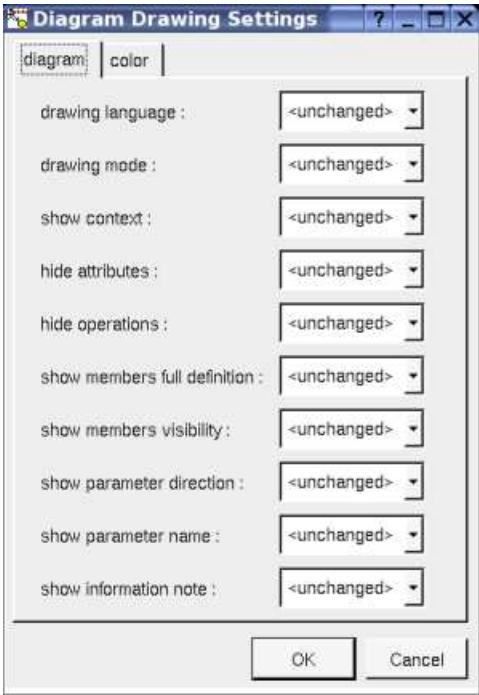 Diagram Drawing Settings ?
diagram color
drawing language : <unchanged>
drawing mode : <unchanged>
show context : <unchanged>
hide attributes : <unchanged>
hide operations : <unchanged>
show members full definition : <unchanged>
show members visibility : <unchanged>
show parameter direction : <unchanged>
show parameter name : <unchanged>
show information note : <unchanged>
OK Cancel